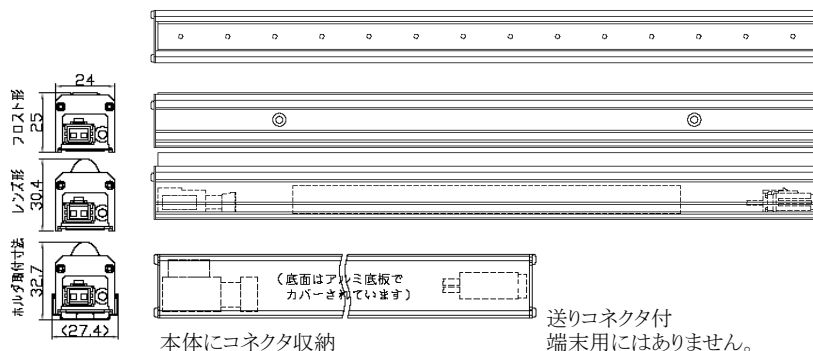 24
フロスト形
25
レンズ形
30.4
ホルダ取付寸法
32.7
(27.4)
(底面はアルミ底板で
カバーされています)
本体にコネクタ収納
送りコネクタ付
端末用にはありません。